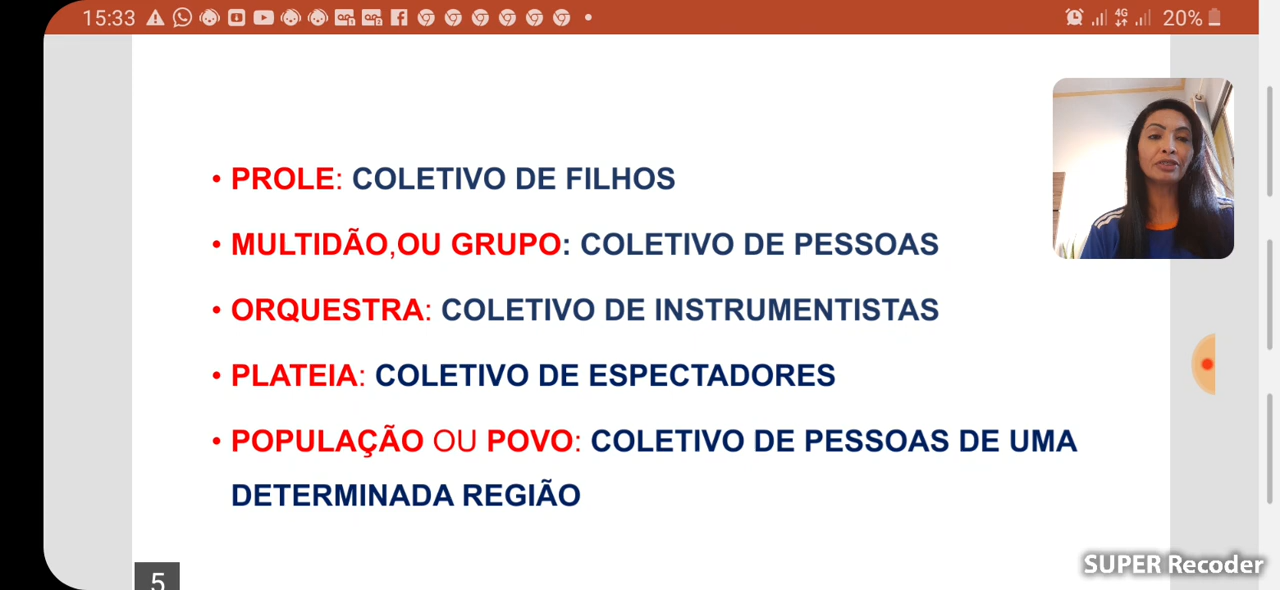 15:33
4G
20%
• PROLE: COLETIVO DE FILHOS
• MULTIDÃO,OU GRUPO: COLETIVO DE PESSOAS
• ORQUESTRA: COLETIVO DE INSTRUMENTISTAS
• PLATEIA: COLETIVO DE ESPECTADORES
• POPULAÇÃO OU POVO: COLETIVO DE PESSOAS DE UMA
DETERMINADA REGIÃO
5
SUPER Recoder